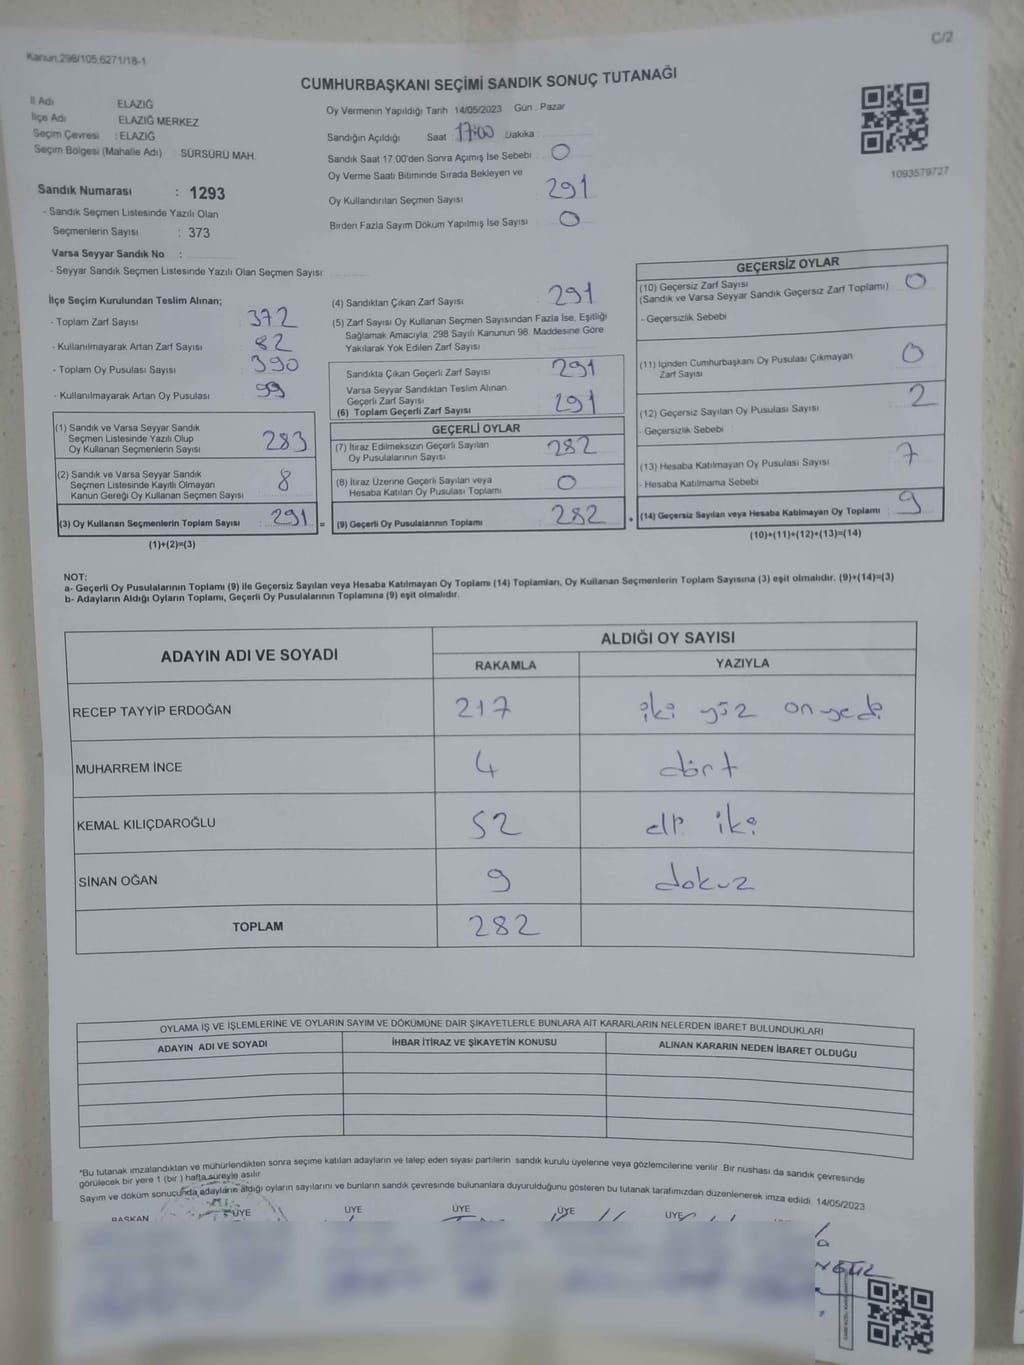 Kanun:298/105,6271/18-1
C/2
CUMHURBAŞKANI SEÇİMİ SANDIK SONUÇ TUTANAĞI
İl Adı ELAZIĞ
İlçe Adı ELAZIĞ MERKEZ
Seçim Çevresi : ELAZIĞ
Seçim Bölgesi (Mahalle Adı) SÜRSÜRÜ MAH.
Sandık Numarası : 1293
- Sandık Seçmen Listesinde Yazılı Olan
Seçmenlerin Sayısı : 373
Varsa Seyyar Sandık No :
- Seyyar Sandık Seçmen Listesinde Yazılı Olan Seçmen Sayısı
Oy Vermenin Yapıldığı Tarih : 14/05/2023 Gün : Pazar
Sandığın Açıldığı Saat 17:00 Dakika
Sandık Saat 17.00'den Sonra Açımış İse Sebebi : 0
Oy Verme Saati Bitiminde Sırada Bekleyen ve
Oy Kullandırılan Seçmen Sayısı 291
Birden Fazla Sayım Döküm Yapılmış İse Sayısı 0
1093579727
İlçe Seçim Kurulundan Teslim Alınan;
- Toplam Zarf Sayısı 372
- Kullanılmayarak Artan Zarf Sayısı : 82
- Toplam Oy Pusulası Sayısı 390
- Kullanılmayarak Artan Oy Pusulası 99
(1) Sandık ve Varsa Seyyar Sandık
Seçmen Listesinde Yazılı Olup
Oy Kullanan Seçmenlerin Sayısı 283
(2) Sandık ve Varsa Seyyar Sandık
Seçmen Listesinde Kayıtlı Olmayan
Kanun Gereği Oy Kullanan Seçmen Sayısı 8
(3) Oy Kullanan Seçmenlerin Toplam Sayısı : 291 =
(1)+(2)=(3)
(4) Sandıktan Çıkan Zarf Sayısı : 291
(5) Zarf Sayısı Oy Kullanan Seçmen Sayısından Fazla İse, Eşitliği
Sağlamak Amacıyla; 298 Sayılı Kanunun 98. Maddesine Göre
Yakılarak Yok Edilen Zarf Sayısı
Sandıkta Çıkan Geçerli Zarf Sayısı 291
Varsa Seyyar Sandıktan Teslim Alınan
Geçerli Zarf Sayısı
(6) Toplam Geçerli Zarf Sayısı 291
GEÇERLİ OYLAR
(7) İtiraz Edilmeksizin Geçerli Sayılan
Oy Pusulalarının Sayısı 282
(8) İtiraz Üzerine Geçerli Sayılan veya
Hesaba Katılan Oy Pusulası Toplamı 0
(9) Geçerli Oy Pusulalarının Toplamı 282 +
GEÇERSİZ OYLAR
(10) Geçersiz Zarf Sayısı
(Sandık ve Varsa Seyyar Sandık Geçersiz Zarf Toplamı) 0
- Geçersizlik Sebebi
(11) İçinden Cumhurbaşkanı Oy Pusulası Çıkmayan
Zarf Sayısı 0
(12) Geçersiz Sayılan Oy Pusulası Sayısı 2
- Geçersizlik Sebebi :
(13) Hesaba Katılmayan Oy Pusulası Sayısı 7
- Hesaba Katılmama Sebebi
(14) Geçersiz Sayılan veya Hesaba Katılmayan Oy Toplamı : 9
(10)+(11)+(12)+(13)=(14)
NOT:
a- Geçerli Oy Pusulalarının Toplamı (9) ile Geçersiz Sayılan veya Hesaba Katılmayan Oy Toplamı (14) Toplamları, Oy Kullanan Seçmenlerin Toplam Sayısına (3) eşit olmalıdır. (9)+(14)=(3)
b- Adayların Aldığı Oyların Toplamı, Geçerli Oy Pusulalarının Toplamına (9) eşit olmalıdır.
ADAYIN ADI VE SOYADI ALDIĞI OY SAYISI
RAKAMLA YAZIYLA
RECEP TAYYİP ERDOĞAN 217 iki yüz onyedi
MUHARREM İNCE 4 dört
KEMAL KILIÇDAROĞLU 52 elli iki
SİNAN OĞAN 9 dokuz
TOPLAM 282
OYLAMA İŞ VE İŞLEMLERİNE VE OYLARIN SAYIM VE DÖKÜMÜNE DAİR ŞİKAYETLERLE BUNLARA AİT KARARLARIN NELERDEN İBARET BULUNDUKLARI
ADAYIN ADI VE SOYADI İHBAR İTİRAZ VE ŞİKAYETİN KONUSU ALINAN KARARIN NEDEN İBARET OLDUĞU
*Bu tutanak imzalandıktan ve mühürlendikten sonra seçime katılan adayların ve talep eden siyasi partilerin sandık kurulu üyelerine veya gözlemcilerine verilir. Bir nüshası da sandık çevresinde
görülecek bir yere 1 (bir) hafta süreyle asılır.
Sayım ve döküm sonucunda adayların aldığı oyların sayılarını ve bunların sandık çevresinde bulunanlara duyurulduğunu gösteren bu tutanak tarafımızdan düzenlenerek imza edildi. 14/05/2023
BAŞKAN ÜYE ÜYE ÜYE ÜYE ÜYE